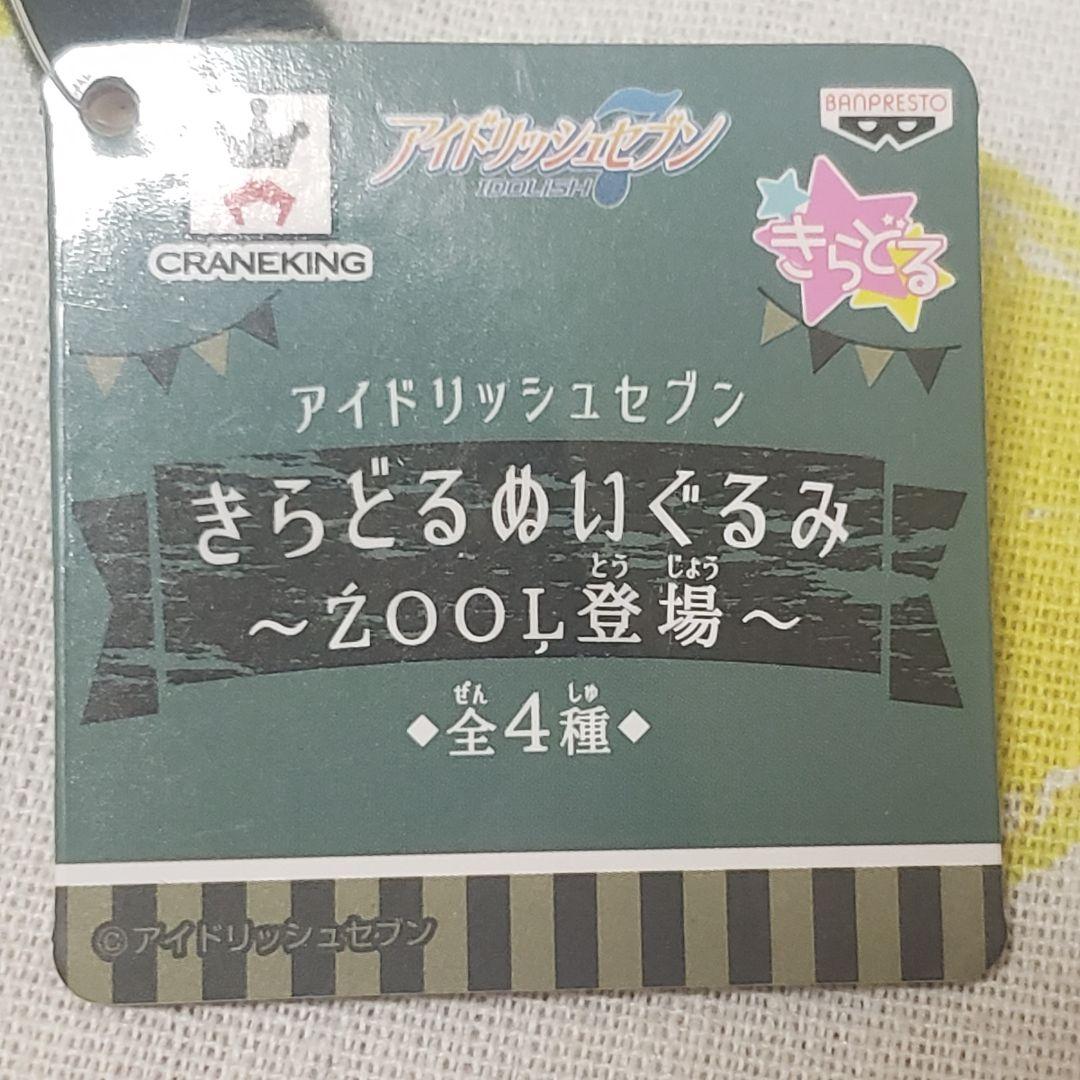 CRANEKING
アイドリッシュセブン
IDOLISH7
BANPRESTO
きらどる
アイドリッシュセブン
きらどるぬいぐるみ
とう じょう
～ŹOOĻ登場～
ぜん しゅ
◆全4種◆
©アイドリッシュセブン